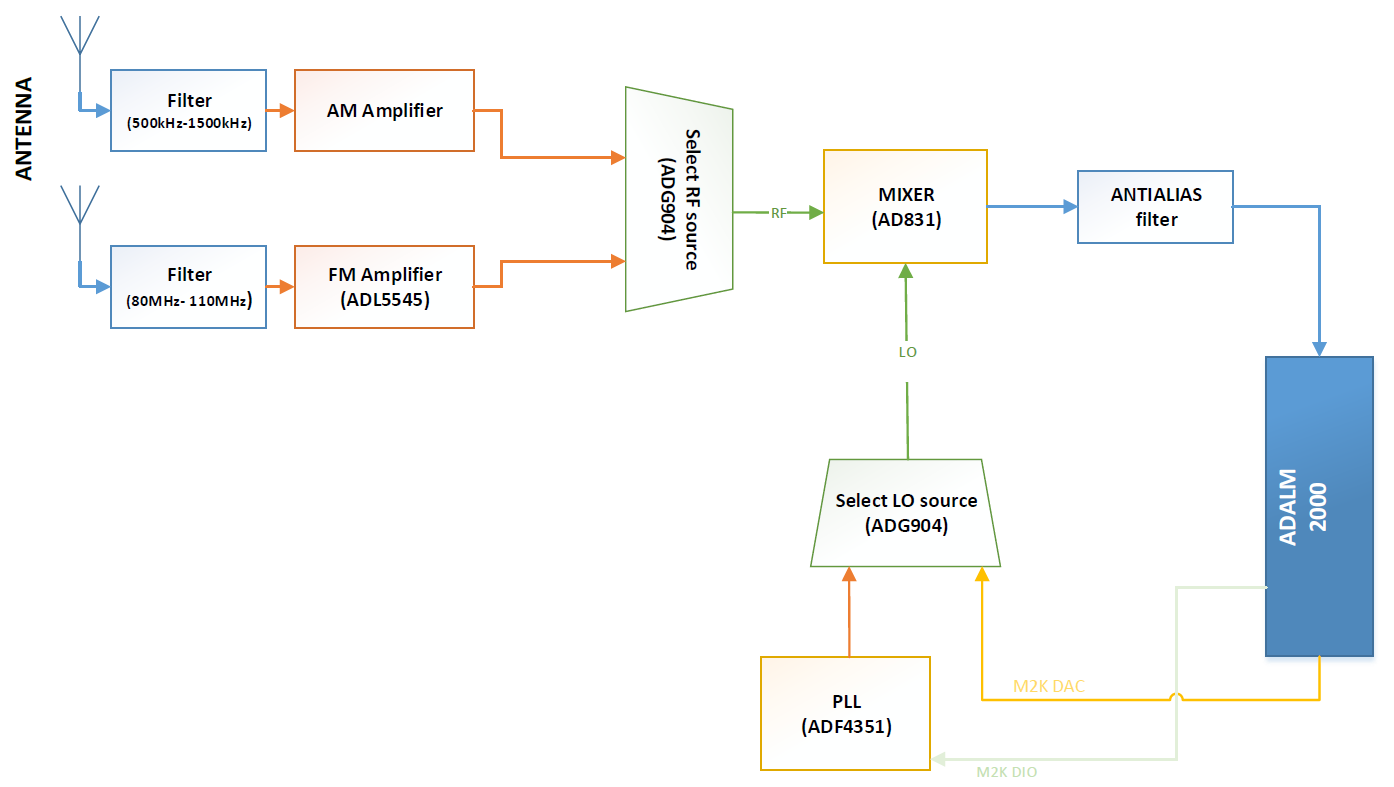 ANTENNA
Filter
(500kHz-1500kHz)
AM Amplifier
Filter
(80MHz- 110MHz)
FM Amplifier
(ADL5545)
Select RF source
(ADG904)
RF
MIXER
(AD831)
ANTIALIAS
filter
LO
Select LO source
(ADG904)
ADALM
2000
PLL
(ADF4351)
M2K DAC
M2K DIO